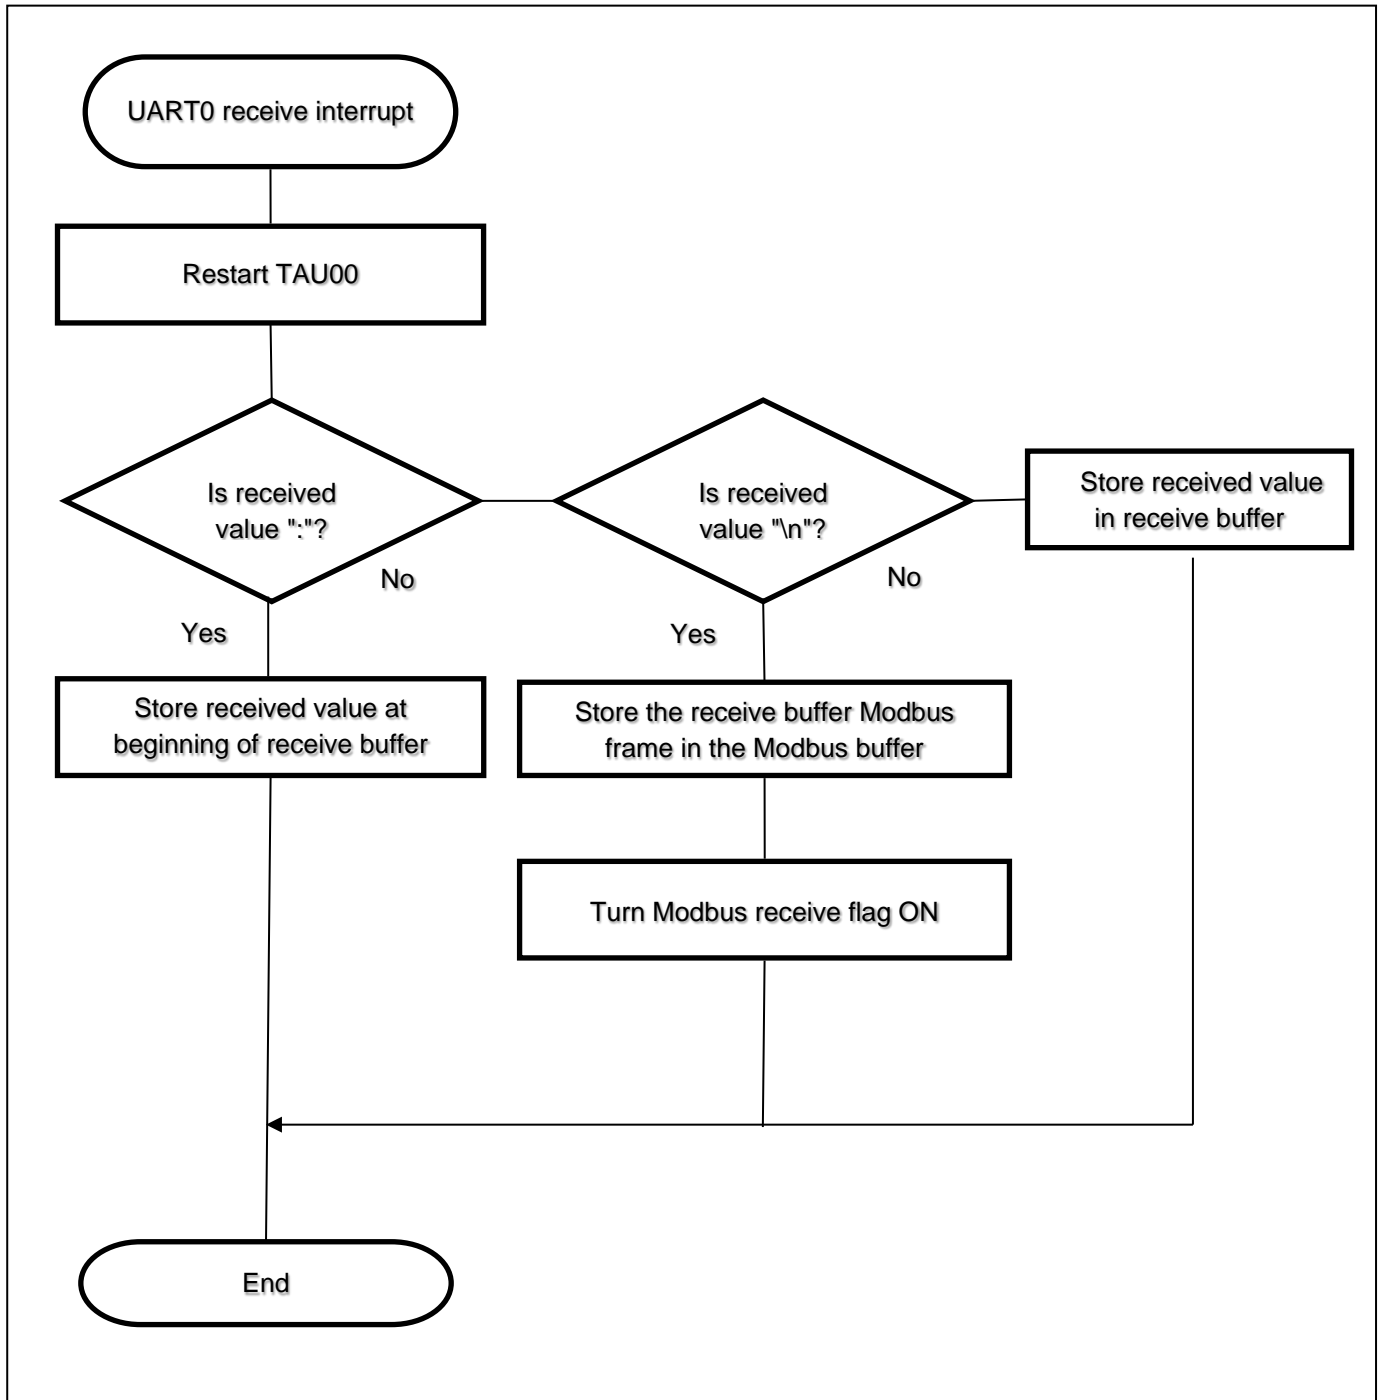 UART0 receive interrupt
Restart TAU00
Is received
value ":"?
No
Yes
Is received
value "\n"?
No
Yes
Store received value
in receive buffer
Store received value at
beginning of receive buffer
Store the receive buffer Modbus
frame in the Modbus buffer
Turn Modbus receive flag ON
End